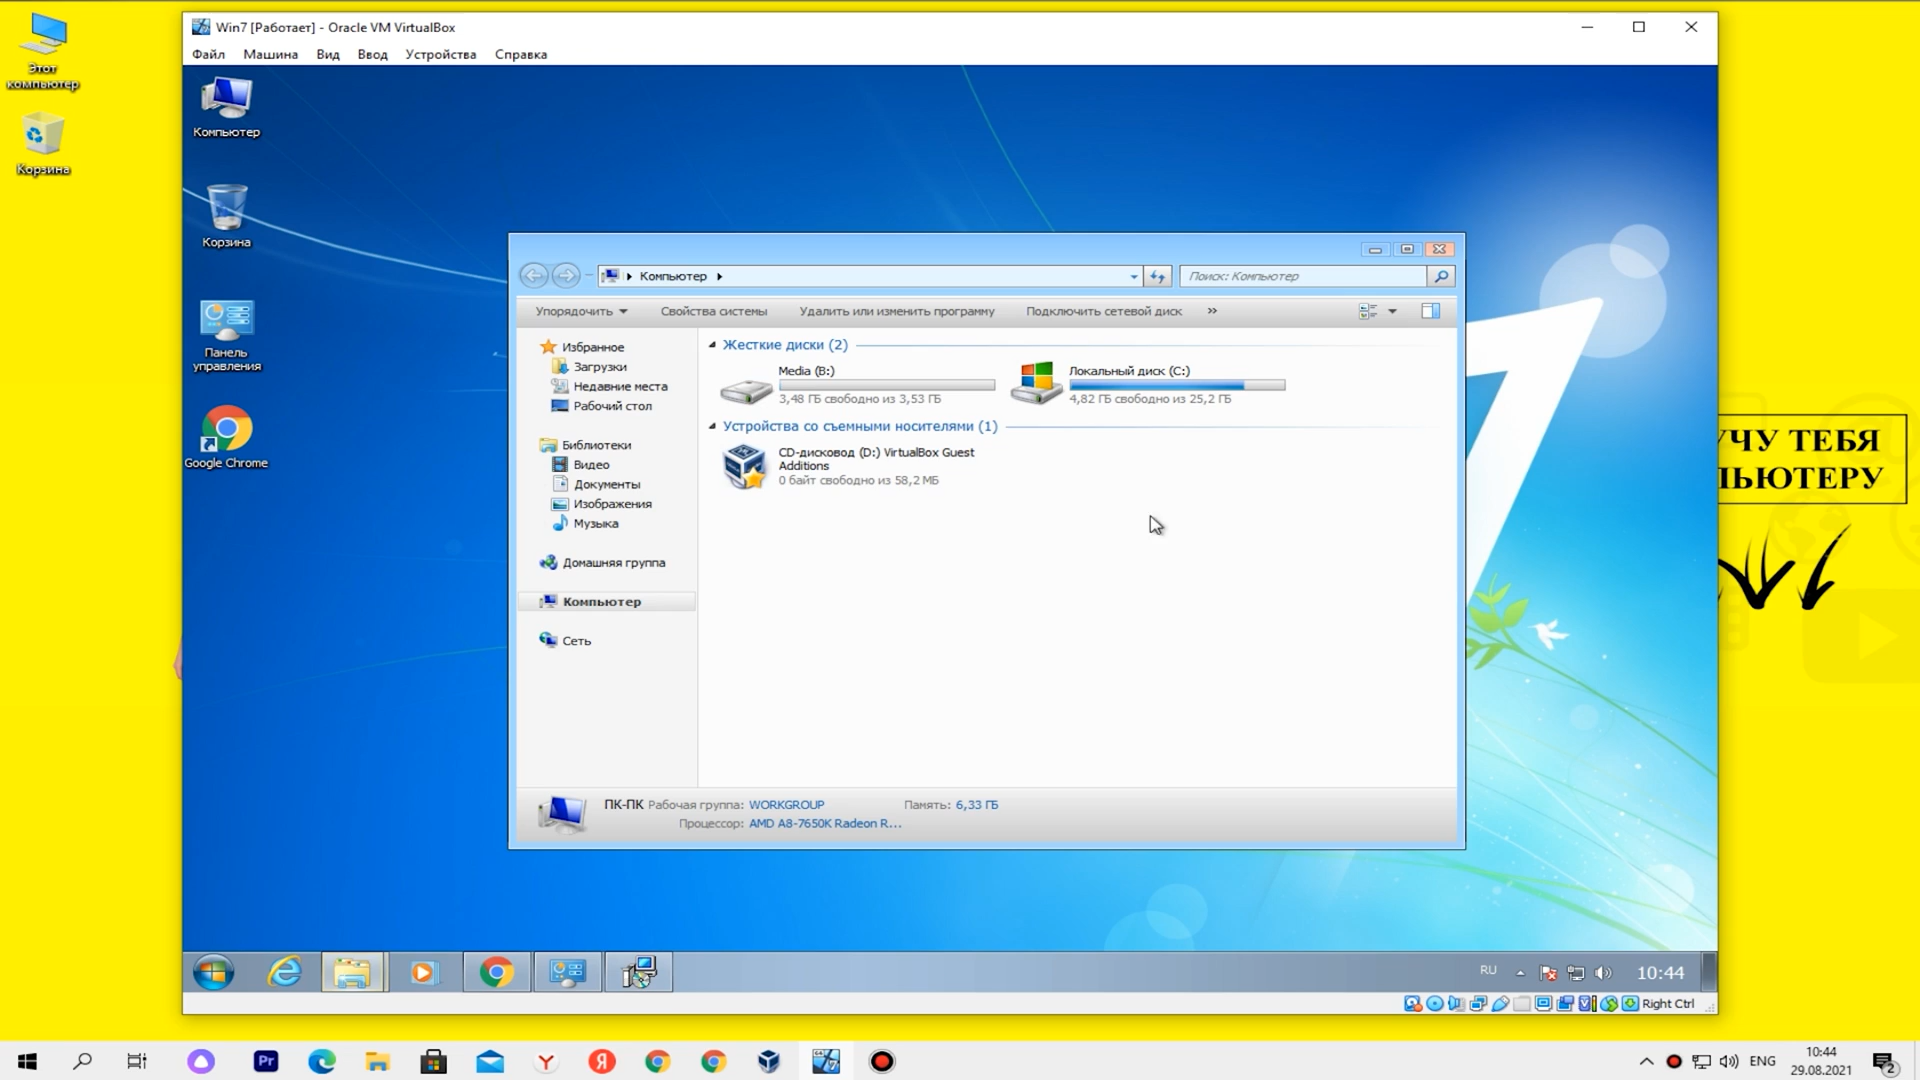 Этот
компьютер
Корзина
Win7 [Работает] - Oracle VM VirtualBox
Файл Машина Вид Ввод Устройства Справка
Компьютер
Корзина
Панель
управления
Google Chrome
Компьютер
Поиск: Компьютер
Упорядочить Свойства системы Удалить или изменить программу Подключить сетевой диск »
Избранное
Загрузки
Недавние места
Рабочий стол
Библиотеки
Видео
Документы
Изображения
Музыка
Домашняя группа
Компьютер
Сеть
Жесткие диски (2)
Media (B:)
3,48 ГБ свободно из 3,53 ГБ
Локальный диск (C:)
4,82 ГБ свободно из 25,2 ГБ
Устройства со съемными носителями (1)
CD-дисковод (D:) VirtualBox Guest
Additions
0 байт свободно из 58,2 МБ
ПК-ПК Рабочая группа: WORKGROUP Память: 6,33 ГБ
Процессор: AMD A8-7650K Radeon R...
УЧУ ТЕБЯ
ПЬЮТЕРУ
RU 10:44
Right Ctrl
Pr
Y
Я
ENG
10:44
29.08.2021
2